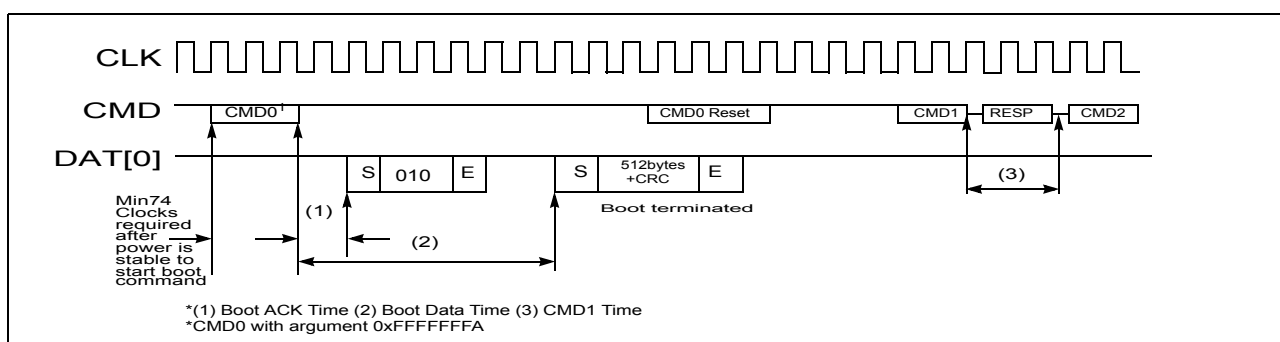 CLK
CMD
CMD0¹
CMD0 Reset
CMD1
RESP
CMD2
DAT[0]
S
010
E
S
512bytes
+CRC
E
(3)
Min74
Clocks
required
after
power is
stable to
start boot
command
(1)
(2)
Boot terminated
*(1) Boot ACK Time (2) Boot Data Time (3) CMD1 Time
*CMD0 with argument 0xFFFFFFFA